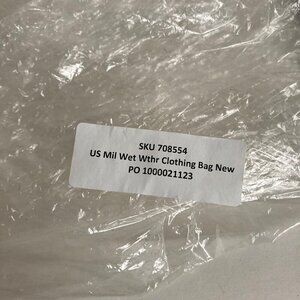 SKU 708554
US Mil Wet Wthr Clothing Bag New
PO 1000021123